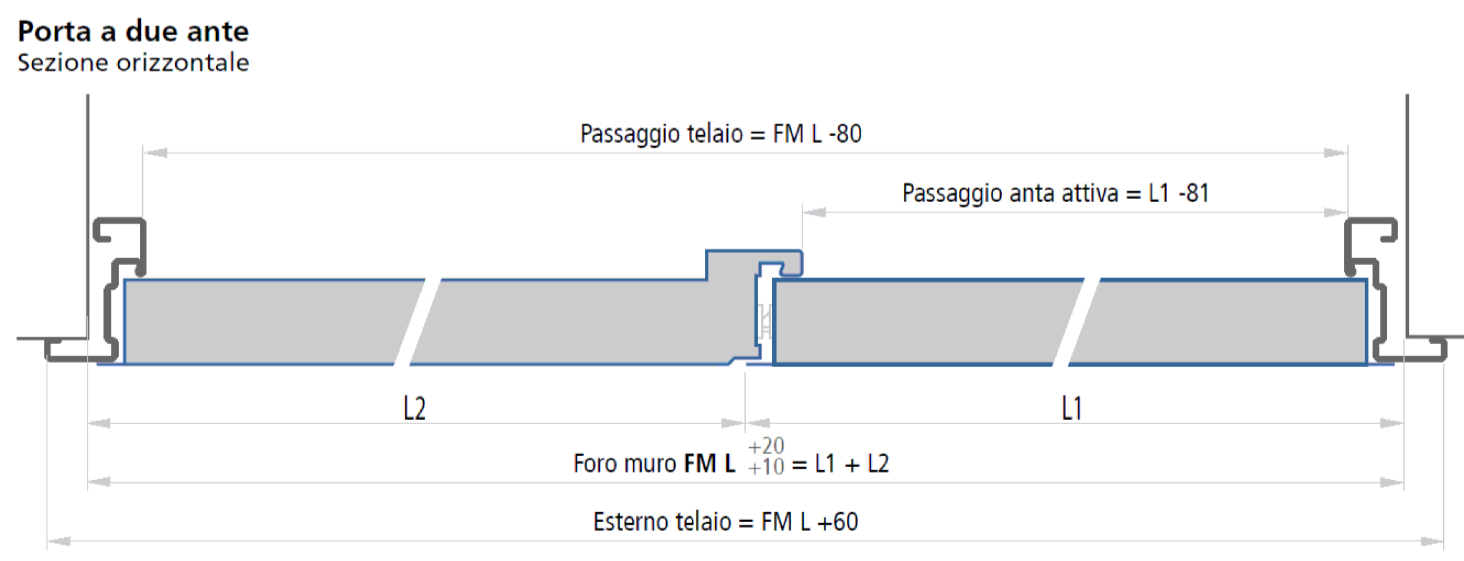 Porta a due ante
Sezione orizzontale
Passaggio telaio = FM L -80
Passaggio anta attiva = L1 -81
L2
L1
Foro muro FM L +20 +10 = L1 + L2
Esterno telaio = FM L +60